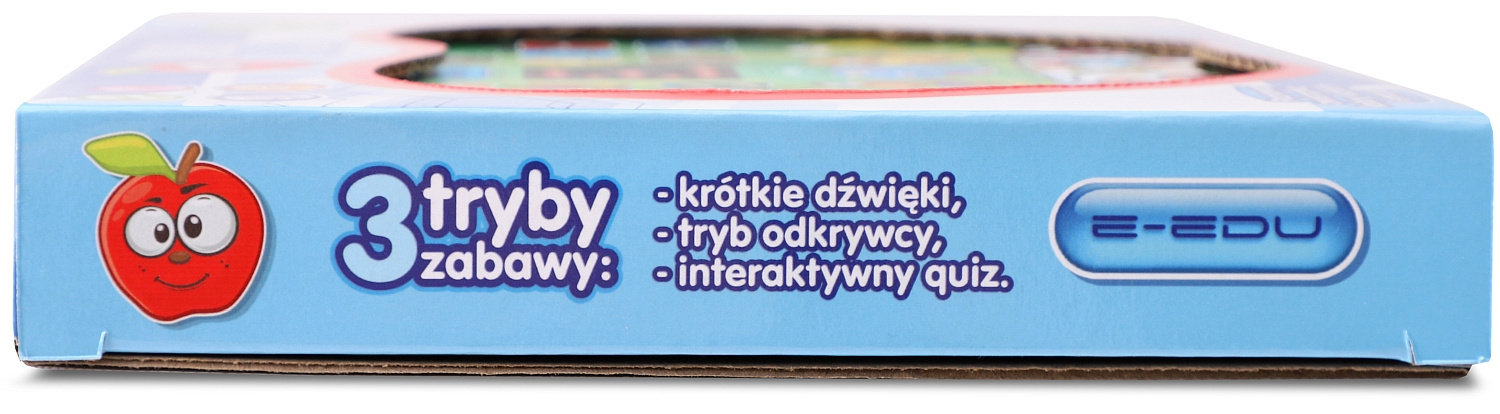 3 tryby
zabawy:
- krótkie dźwięki,
- tryb odkrywcy,
- interaktywny quiz.
E-EDU